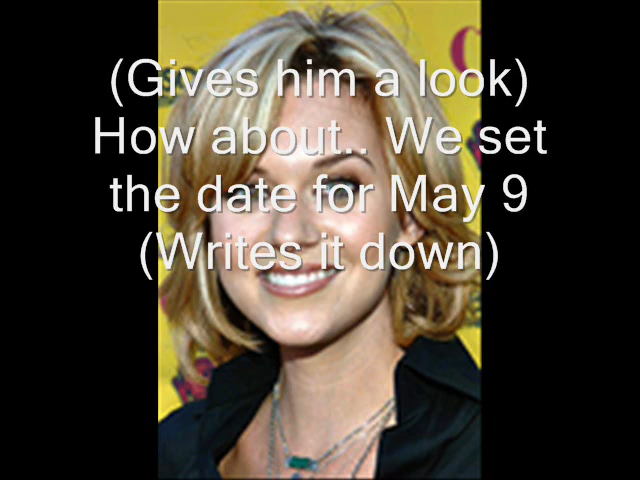 (Gives him a look)
How about.. We set
the date for May 9
(Writes it down)